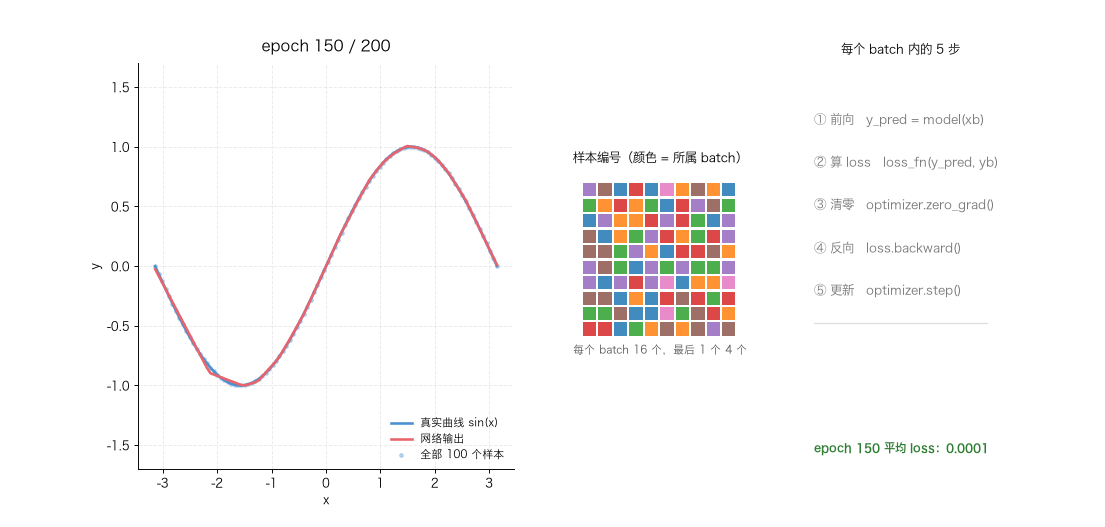 epoch 150 / 200
1.5
1.0
0.5
0.0
-0.5
-1.0
-1.5
y
-3
-2
-1
0
1
2
3
x
真实曲线 sin(x)
网络输出
全部 100 个样本
样本编号（颜色 = 所属 batch）
每个 batch 16 个，最后 1 个 4 个
每个 batch 内的 5 步
① 前向 y_pred = model(xb)
② 算 loss loss_fn(y_pred, yb)
③ 清零 optimizer.zero_grad()
④ 反向 loss.backward()
⑤ 更新 optimizer.step()
epoch 150 平均 loss：0.0001